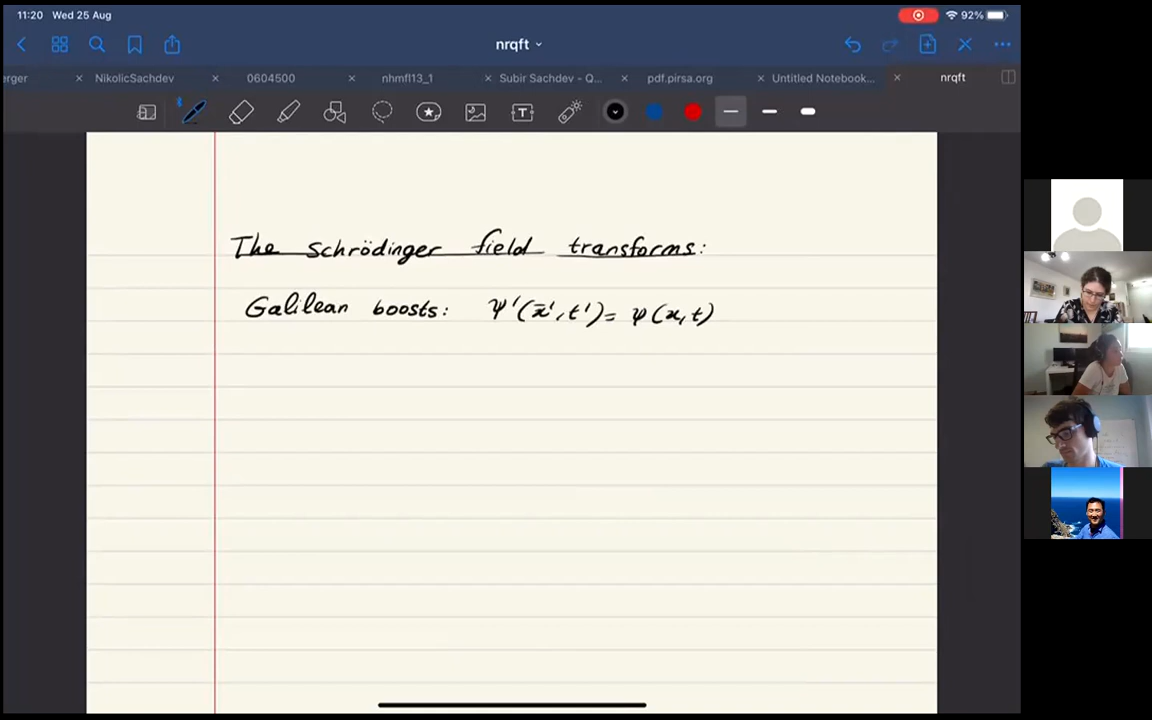 11:20 Wed 25 Aug
92%
nrqft
erger
NikolicSachdev
0604500
nhmfl13_1
Subir Sachdev - Q...
pdf.pirsa.org
Untitled Notebook...
nrqft
The Schrödinger field transforms:
Galilean boosts: ψ'(x̄', t') = ψ(x, t)